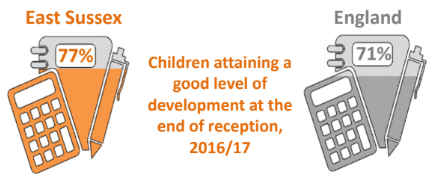 East Sussex
77%
Children attaining a
good level of
development at the
end of reception,
2016/17
England
71%